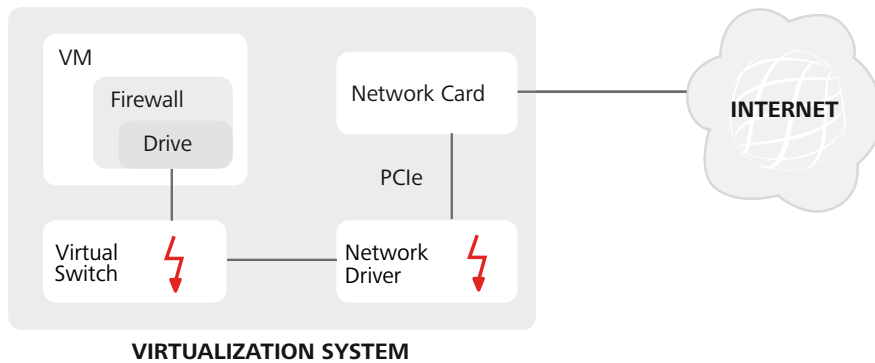 VM
Firewall
Drive
Network Card
INTERNET
PCIe
Virtual
Switch
Network
Driver
VIRTUALIZATION SYSTEM